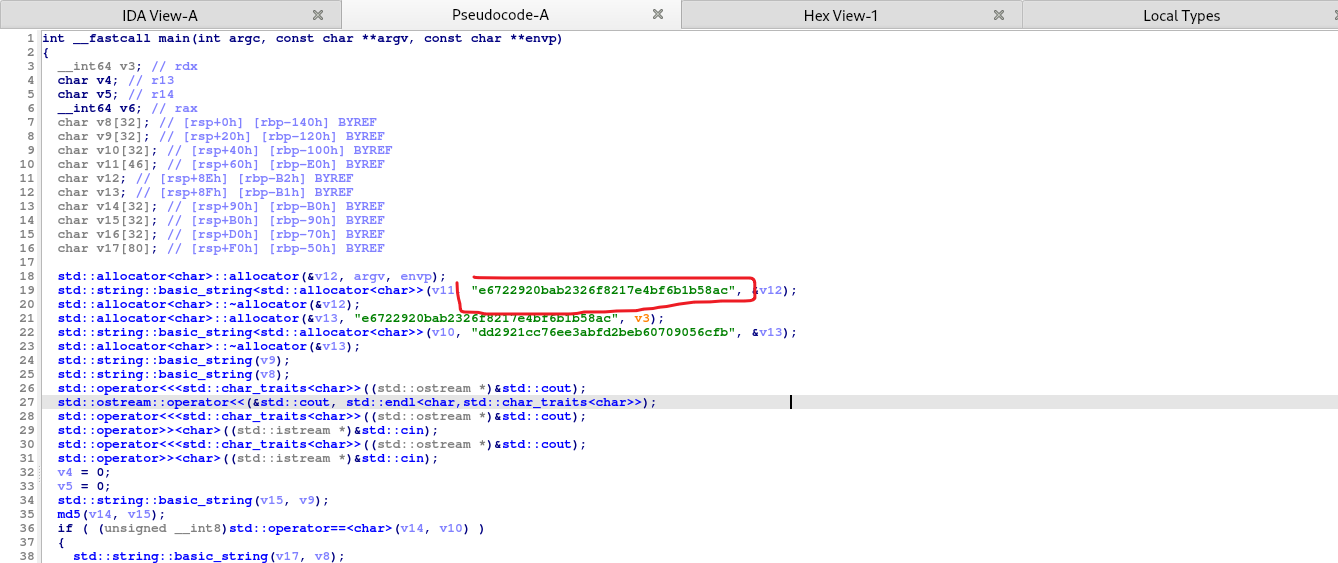 IDA View-A Pseudocode-A Hex View-1 Local Types
1 int __fastcall main(int argc, const char **argv, const char **envp)
2 {
3 __int64 v3; // rdx
4 char v4; // r13
5 char v5; // r14
6 __int64 v6; // rax
7 char v8[32]; // [rsp+0h] [rbp-140h] BYREF
8 char v9[32]; // [rsp+20h] [rbp-120h] BYREF
9 char v10[32]; // [rsp+40h] [rbp-100h] BYREF
10 char v11[46]; // [rsp+60h] [rbp-E0h] BYREF
11 char v12; // [rsp+8Eh] [rbp-B2h] BYREF
12 char v13; // [rsp+8Fh] [rbp-B1h] BYREF
13 char v14[32]; // [rsp+90h] [rbp-B0h] BYREF
14 char v15[32]; // [rsp+B0h] [rbp-90h] BYREF
15 char v16[32]; // [rsp+D0h] [rbp-70h] BYREF
16 char v17[80]; // [rsp+F0h] [rbp-50h] BYREF
17
18 std::allocator<char>::allocator(&v12, argv, envp);
19 std::string::basic_string<std::allocator<char>>(v11, "e6722920bab2326f8217e4bf6b1b58ac", &v12);
20 std::allocator<char>::~allocator(&v12);
21 std::allocator<char>::allocator(&v13, "e6722920bab2326f8217e4bf6b1b58ac", v3);
22 std::string::basic_string<std::allocator<char>>(v10, "dd2921cc76ee3abfd2beb60709056cfb", &v13);
23 std::allocator<char>::~allocator(&v13);
24 std::string::basic_string(v9);
25 std::string::basic_string(v8);
26 std::operator<<<std::char_traits<char>>((std::ostream *)&std::cout);
27 std::ostream::operator<<(&std::cout, std::endl<char,std::char_traits<char>>);
28 std::operator<<<std::char_traits<char>>((std::ostream *)&std::cout);
29 std::operator>><char>((std::istream *)&std::cin);
30 std::operator<<<std::char_traits<char>>((std::ostream *)&std::cout);
31 std::operator>><char>((std::istream *)&std::cin);
32 v4 = 0;
33 v5 = 0;
34 std::string::basic_string(v15, v9);
35 md5(v14, v15);
36 if ( (unsigned __int8)std::operator==<char>(v14, v10) )
37 {
38 std::string::basic_string(v17, v8);